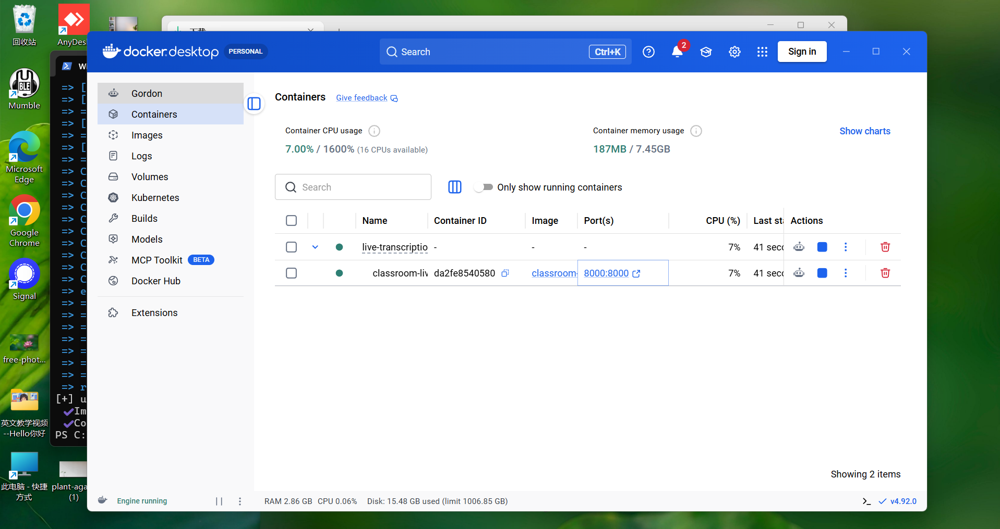 回收站
AnyDes
Mumble
Microsoft
Edge
Google
Chrome
Signal
free-phot...
英文教学视频
--Hello你好
此电脑 - 快捷
方式
plant-aga
(1)
下载
Wi
=> [
=> [
=> =
=> [
=> =
=> [
=> =
=> C
=> C
=> C
=> C
=> C
=> C
=> C
=> C
=> C
=> C
=> e
=> =
=> =
=> =
=> =
=> =
=> =
=> =
=> r
[+] u
✔Im
✔Co
PS C:
docker.desktop
PERSONAL
Search
Ctrl+K
2
Sign in
Gordon
Containers
Images
Logs
Volumes
Kubernetes
Builds
Models
MCP Toolkit BETA
Docker Hub
Extensions
Containers Give feedback
Container CPU usage
7.00% / 1600% (16 CPUs available)
Container memory usage
187MB / 7.45GB
Show charts
Search
Only show running containers
Name Container ID Image Port(s) CPU (%) Last sta Actions
live-transcriptio - - - 7% 41 secc
classroom-liv da2fe8540580 classroom- 8000:8000 7% 41 secc
Showing 2 items
Engine running
RAM 2.86 GB CPU 0.06% Disk: 15.48 GB used (limit 1006.85 GB)
v4.92.0